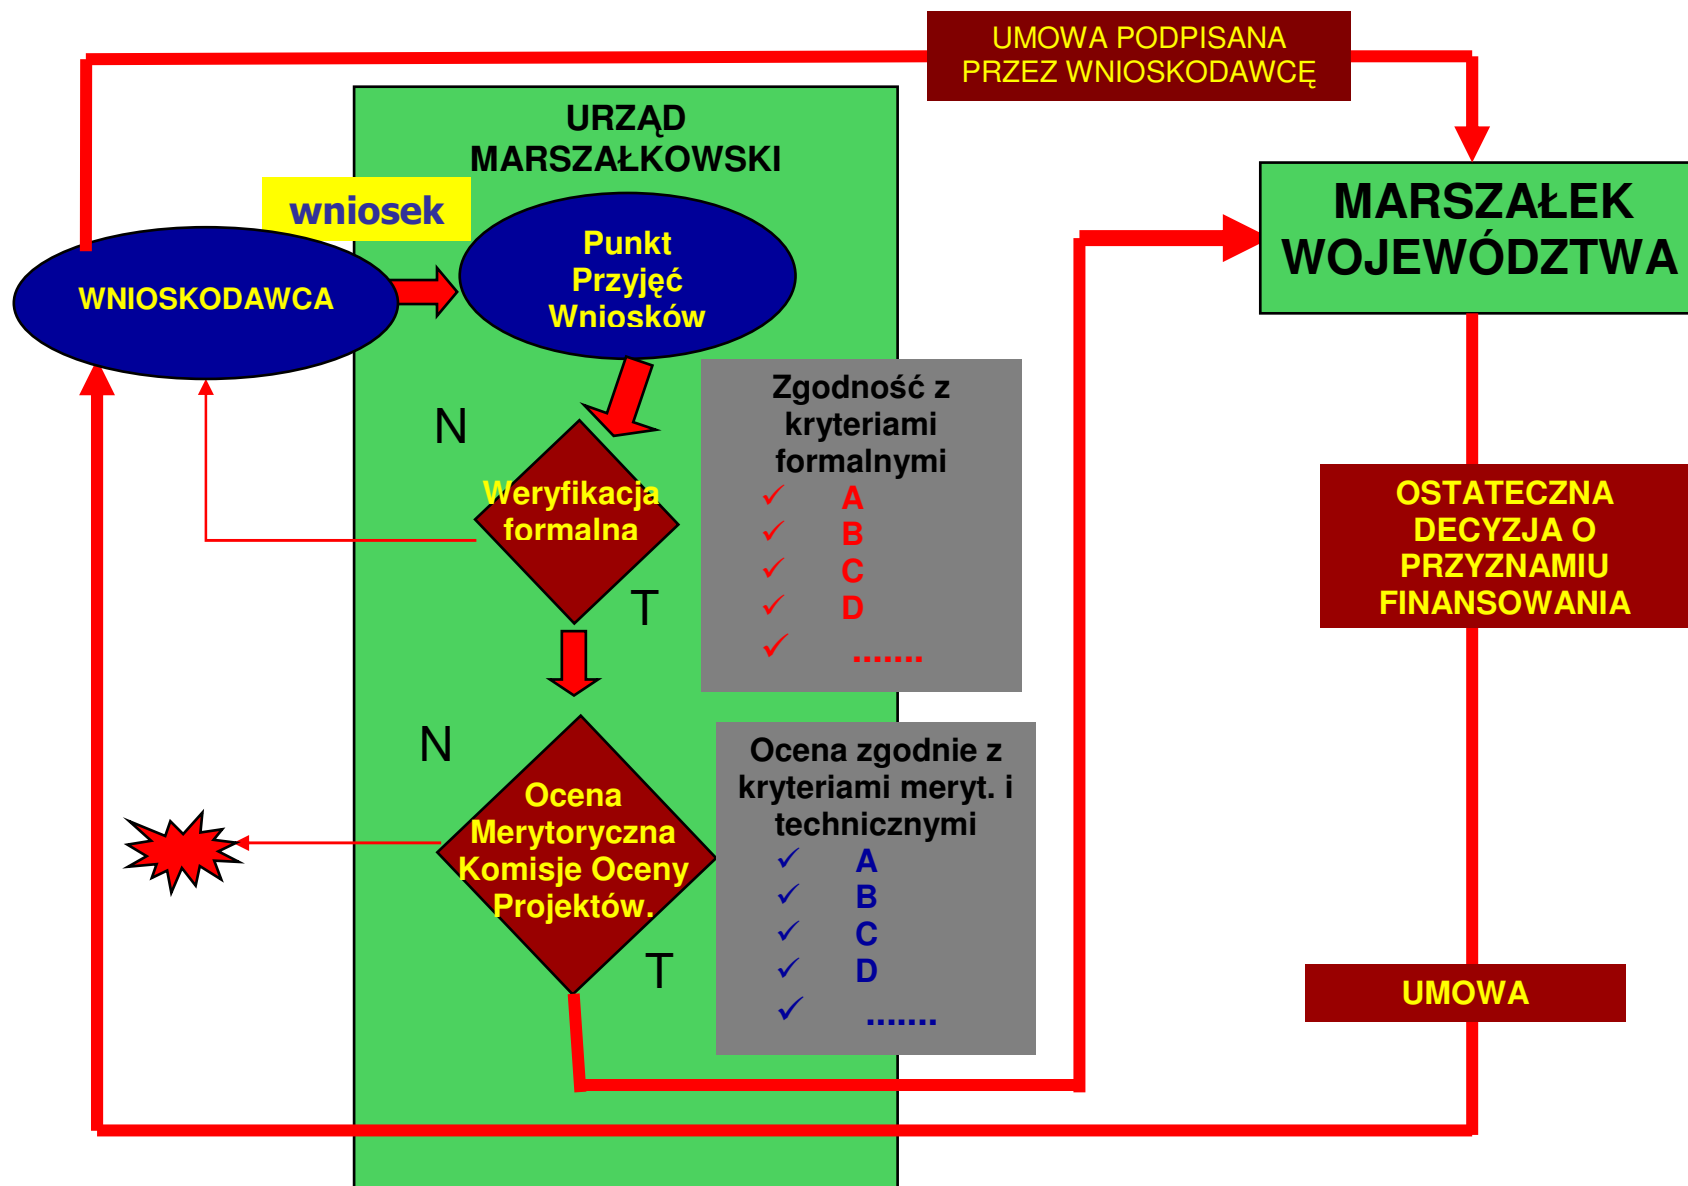 UMOWA PODPISANA
PRZEZ WNIOSKODAWCĘ
URZĄD
MARSZAŁKOWSKI
MARSZAŁEK
WOJEWÓDZTWA
wniosek
WNIOSKODAWCA
Punkt
Przyjęć
Wniosków
N
Weryfikacja
formalna
T
Zgodność z
kryteriami
formalnymi
✓ A
✓ B
✓ C
✓ D
✓ .......
OSTATECZNA
DECYZJA O
PRZYZNAMIU
FINANSOWANIA
N
Ocena
Merytoryczna
Komisje Oceny
Projektów.
T
Ocena zgodnie z
kryteriami meryt. i
technicznymi
✓ A
✓ B
✓ C
✓ D
✓ .......
UMOWA